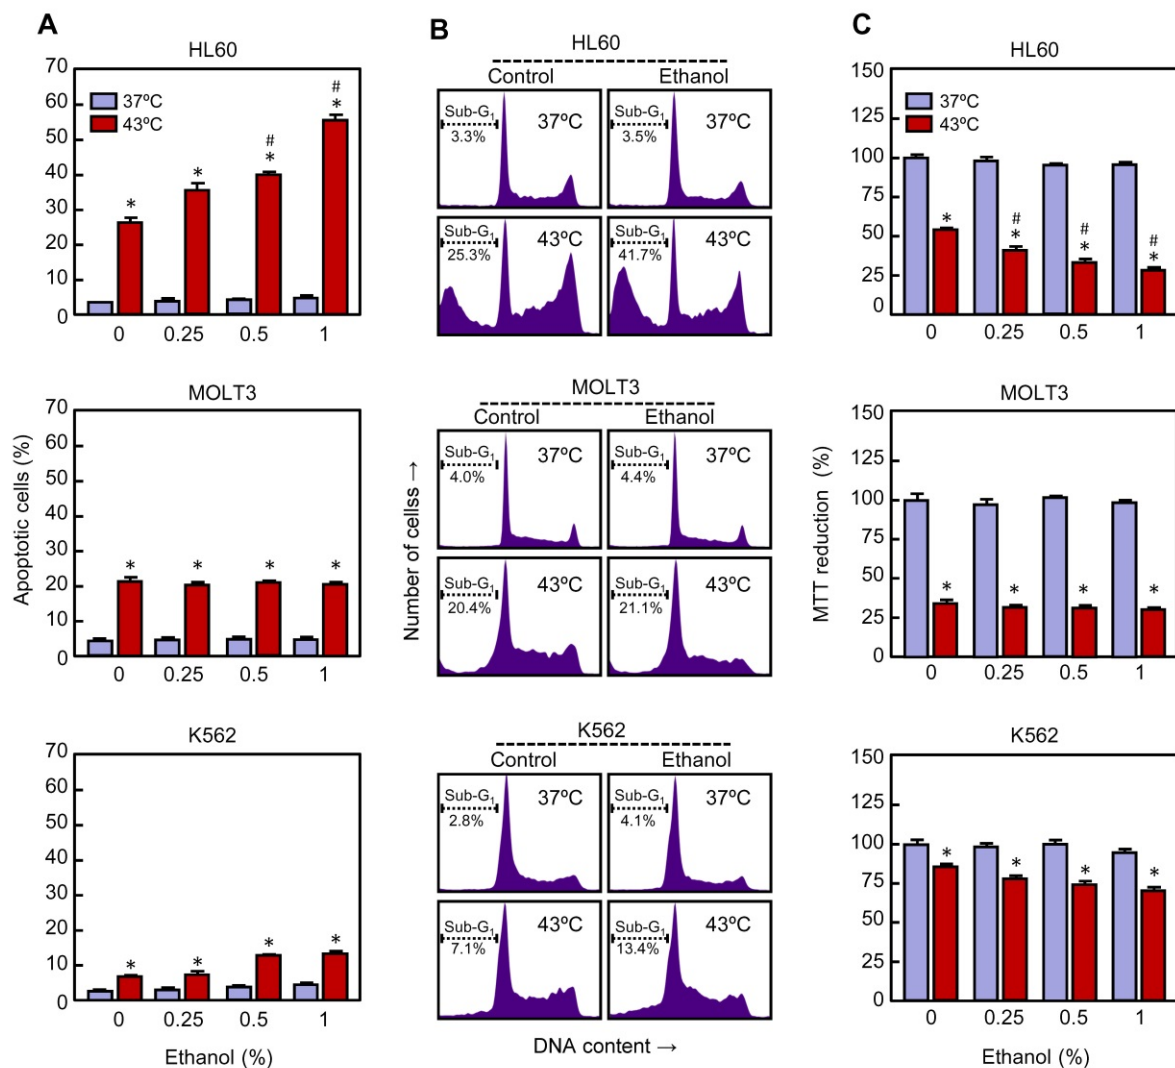 A
HL60
70
60
50
40
30
20
10
0
37ºC
43ºC
*
*
#
*
#
*
0 0.25 0.5 1
MOLT3
70
60
50
40
30
20
10
0
* * * *
0 0.25 0.5 1
Apoptotic cells (%)
K562
70
60
50
40
30
20
10
0
* * * *
0 0.25 0.5 1
Ethanol (%)
B
HL60
Control Ethanol
Sub-G1
3.3%
37ºC
Sub-G1
3.5%
37ºC
Sub-G1
25.3%
43ºC
Sub-G1
41.7%
43ºC
MOLT3
Control Ethanol
Sub-G1
4.0%
37ºC
Sub-G1
4.4%
37ºC
Sub-G1
20.4%
43ºC
Sub-G1
21.1%
43ºC
Number of cellss →
K562
Control Ethanol
Sub-G1
2.8%
37ºC
Sub-G1
4.1%
37ºC
Sub-G1
7.1%
43ºC
Sub-G1
13.4%
43ºC
DNA content →
C
HL60
150
125
100
75
50
25
0
37ºC
43ºC
*
#
*
#
*
#
*
0 0.25 0.5 1
MOLT3
150
125
100
75
50
25
0
* * * *
0 0.25 0.5 1
MTT reduction (%)
K562
150
125
100
75
50
25
0
* * * *
0 0.25 0.5 1
Ethanol (%)